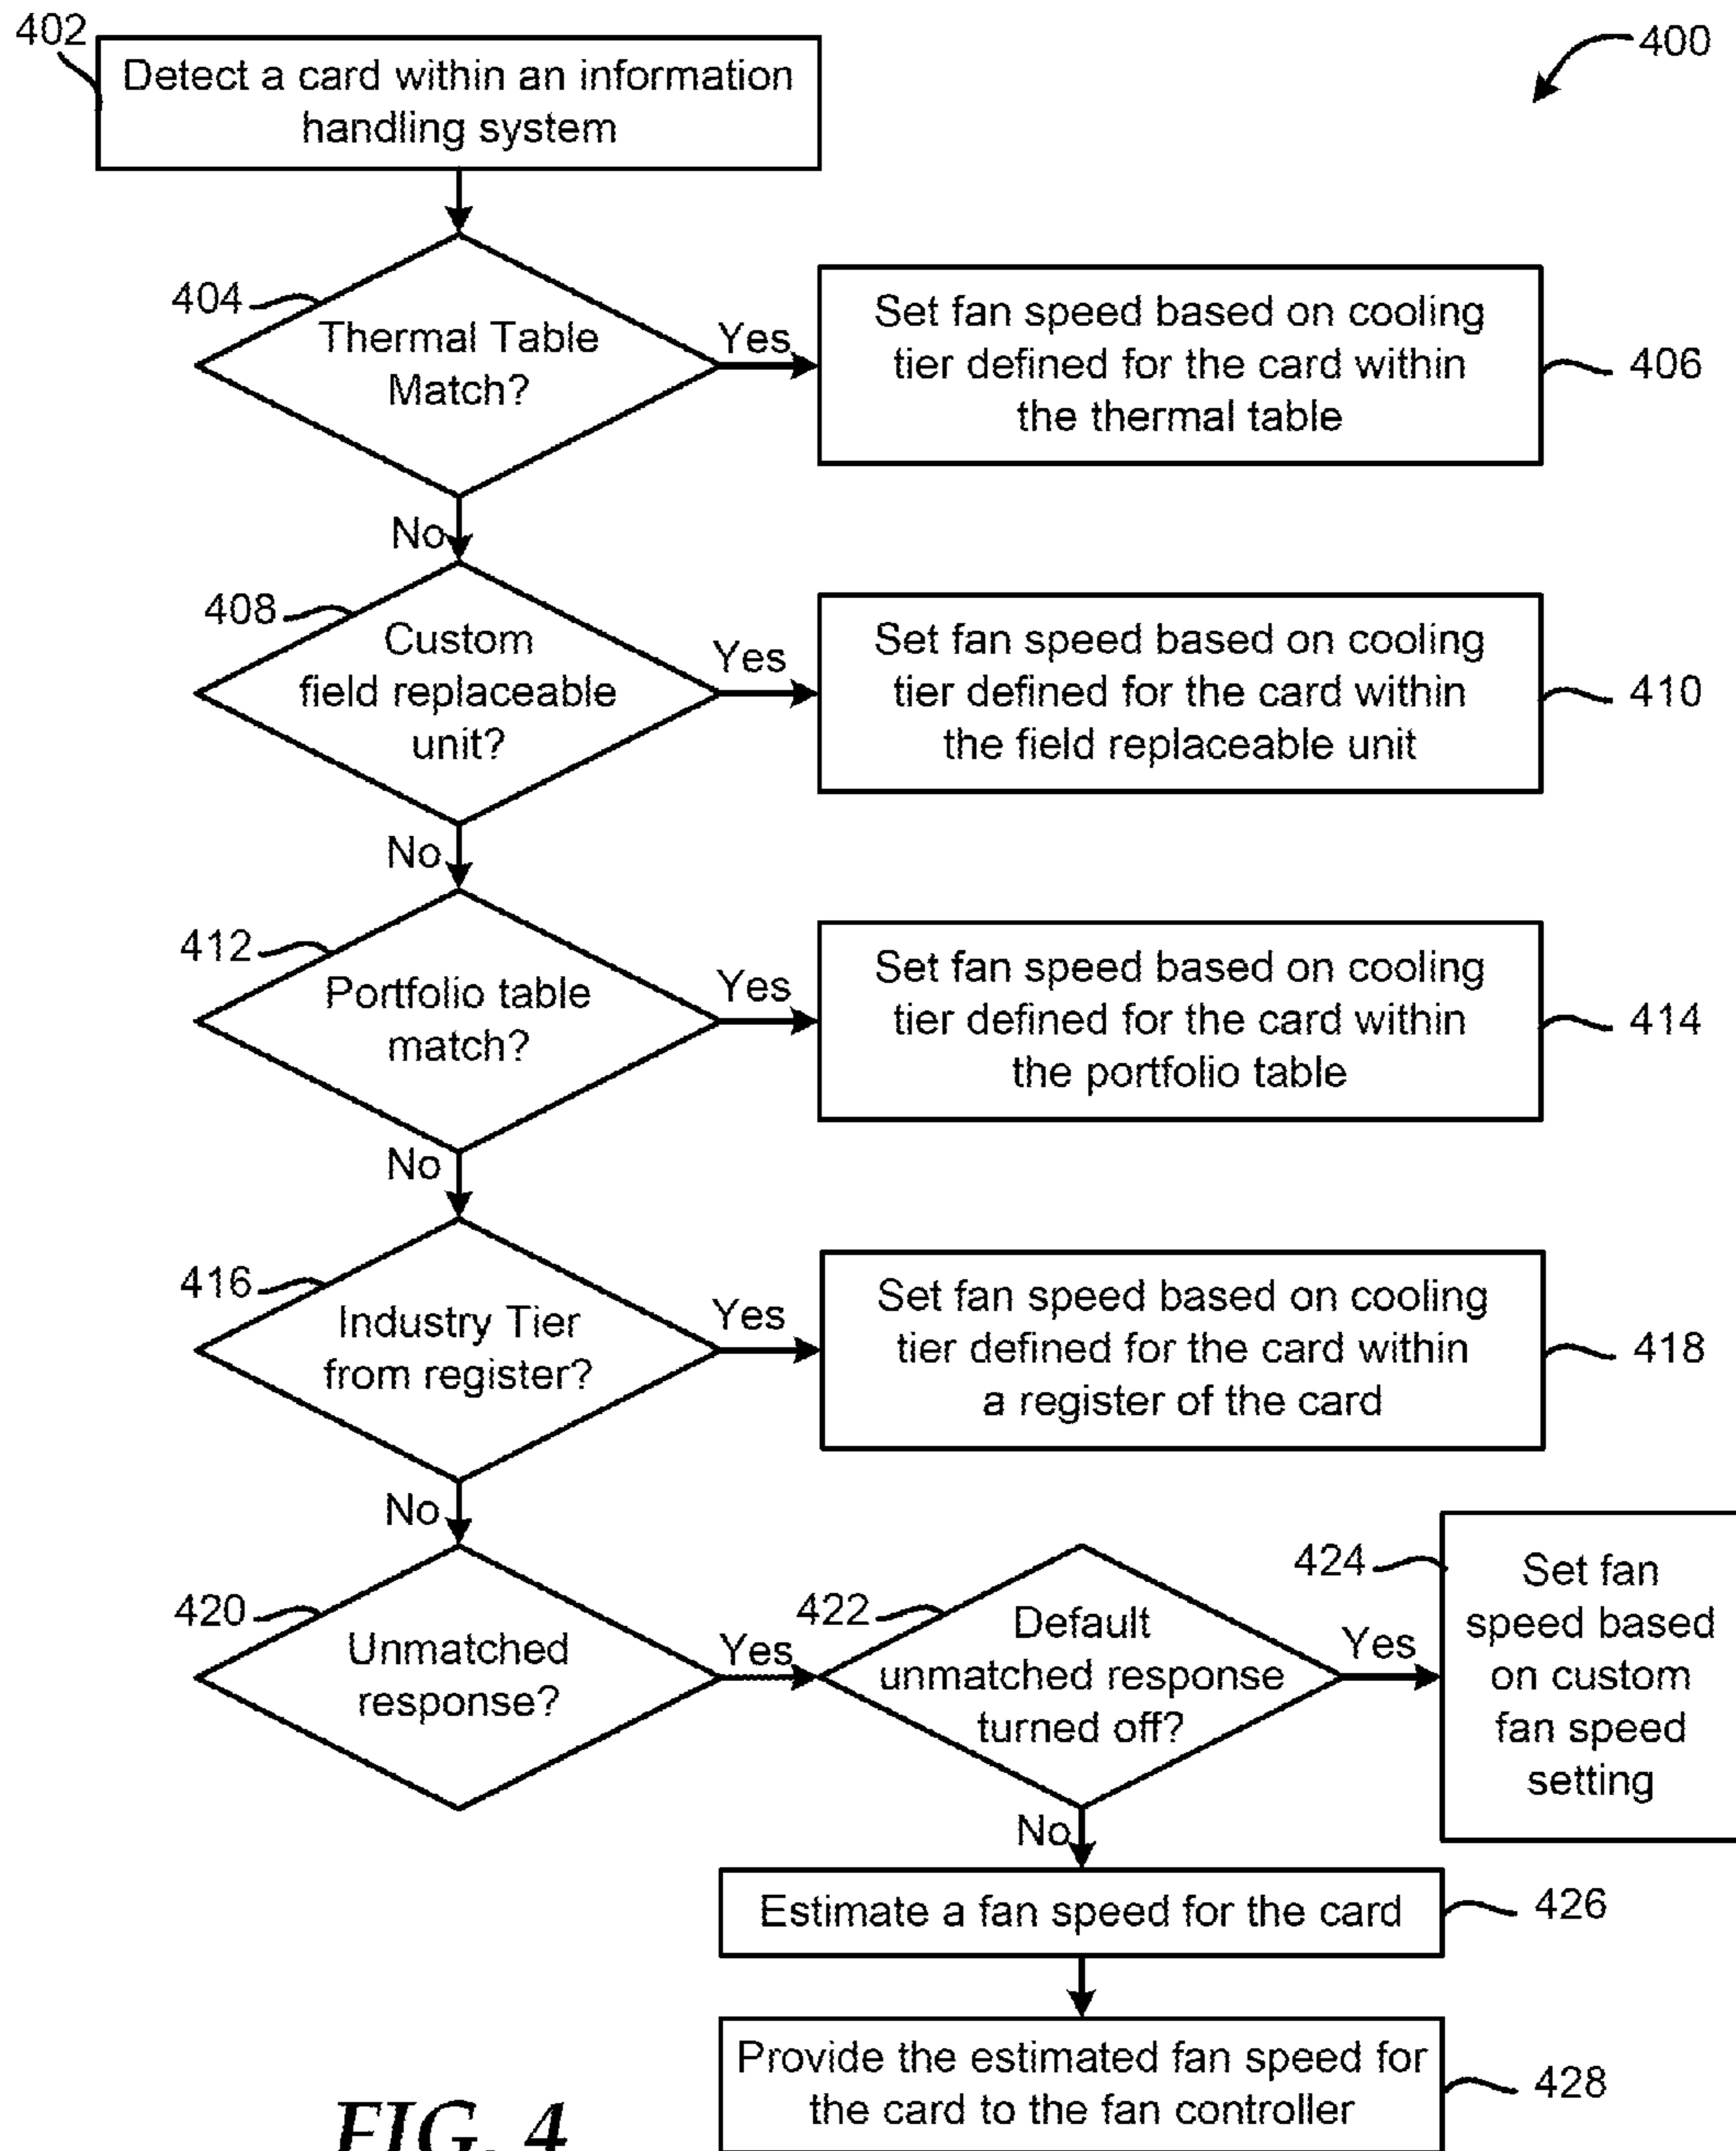 402
Detect a card within an information
handling system
400
404
Thermal Table
Match?
Yes
Set fan speed based on cooling
tier defined for the card within
the thermal table
406
No
408
Custom
field replaceable
unit?
Yes
Set fan speed based on cooling
tier defined for the card within
the field replaceable unit
410
No
412
Portfolio table
match?
Yes
Set fan speed based on cooling
tier defined for the card within
the portfolio table
414
No
416
Industry Tier
from register?
Yes
Set fan speed based on cooling
tier defined for the card within
a register of the card
418
No
420
Unmatched
response?
Yes
422
Default
unmatched response
turned off?
Yes
424
Set fan
speed based
on custom
fan speed
setting
No
Estimate a fan speed for the card
426
Provide the estimated fan speed for
the card to the fan controller
428
FIG. 4